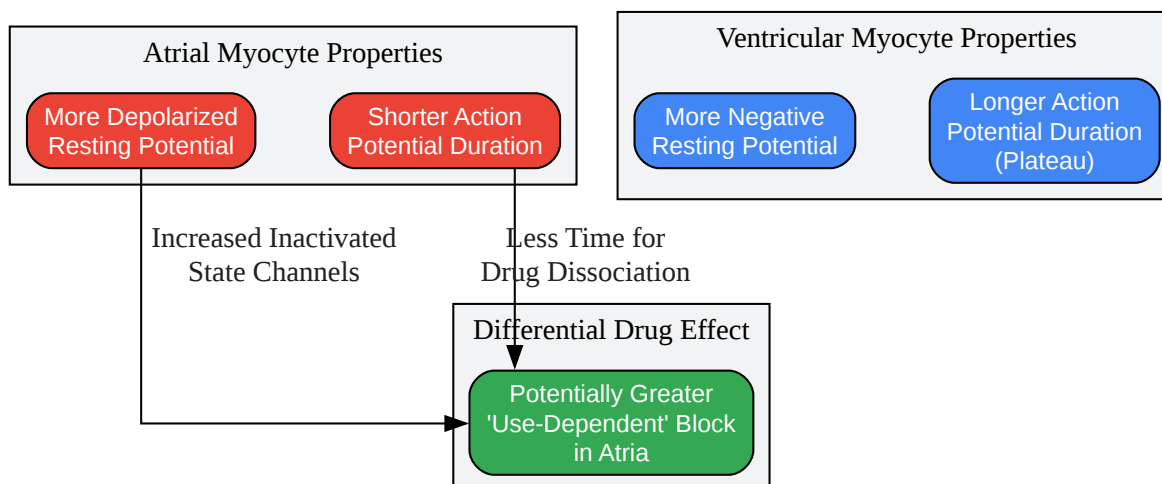 Atrial Myocyte Properties
More Depolarized
Resting Potential
Shorter Action
Potential Duration
Ventricular Myocyte Properties
More Negative
Resting Potential
Longer Action
Potential Duration
(Plateau)
Increased Inactivated
State Channels
Less Time for
Drug Dissociation
Differential Drug Effect
Potentially Greater
'Use-Dependent' Block
in Atria